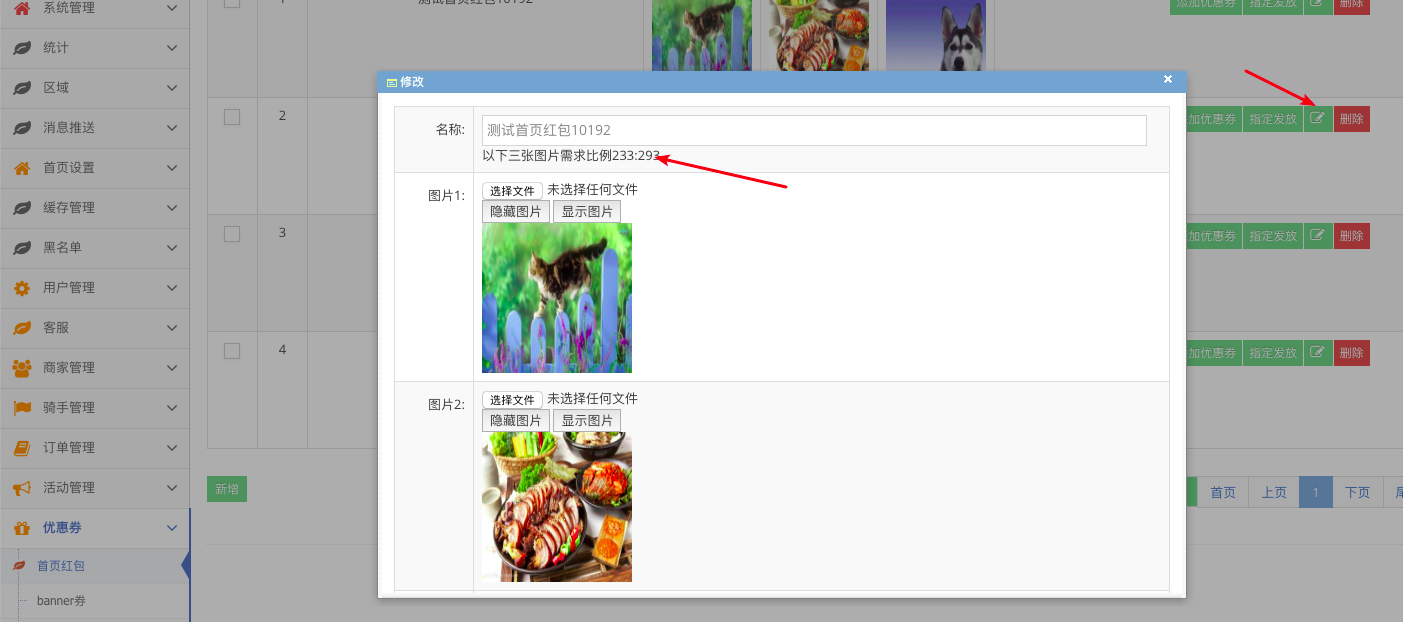 系统管理
统计
区域
消息推送
首页设置
缓存管理
黑名单
用户管理
客服
商家管理
骑手管理
订单管理
活动管理
优惠券
首页红包
banner券
测试首页红包10192
添加优惠券 指定发放 删除
2
加优惠券 指定发放 删除
3
加优惠券 指定发放 删除
4
加优惠券 指定发放 删除
新增
首页 上页 1 下页
修改
名称:
测试首页红包10192
以下三张图片需求比例233:293
图片1:
选择文件 未选择任何文件
隐藏图片 显示图片
图片2:
选择文件 未选择任何文件
隐藏图片 显示图片